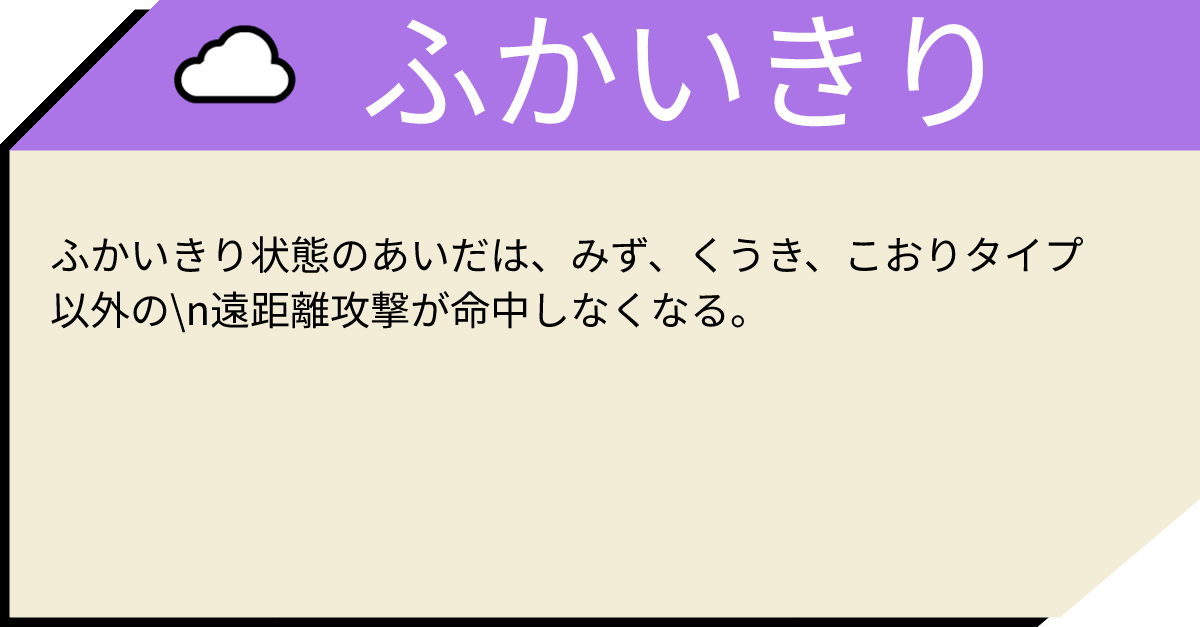 ふかいきり
ふかいきり状態のあいだは、みず、くうき、こおりタイプ
以外の\n遠距離攻撃が命中しなくなる。